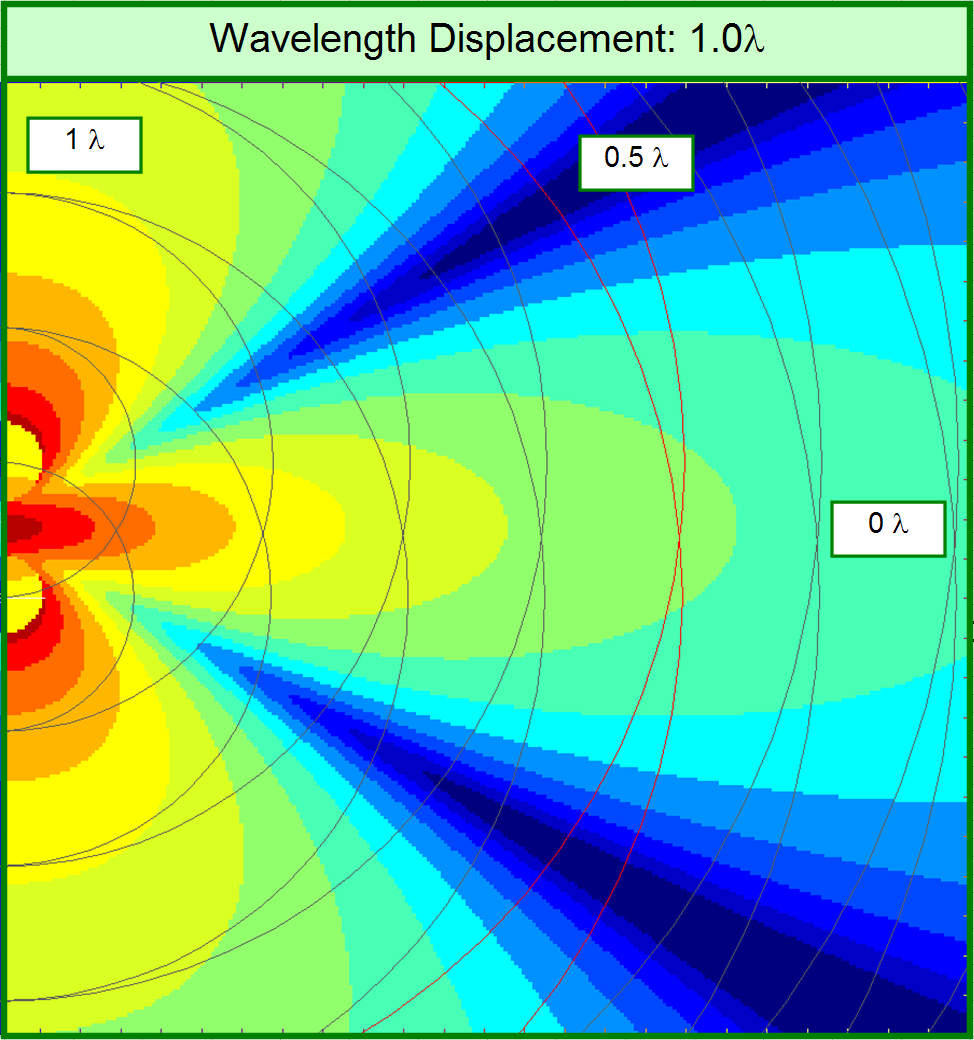 Wavelength Displacement: 1.0λ
1 λ
0.5 λ
0 λ